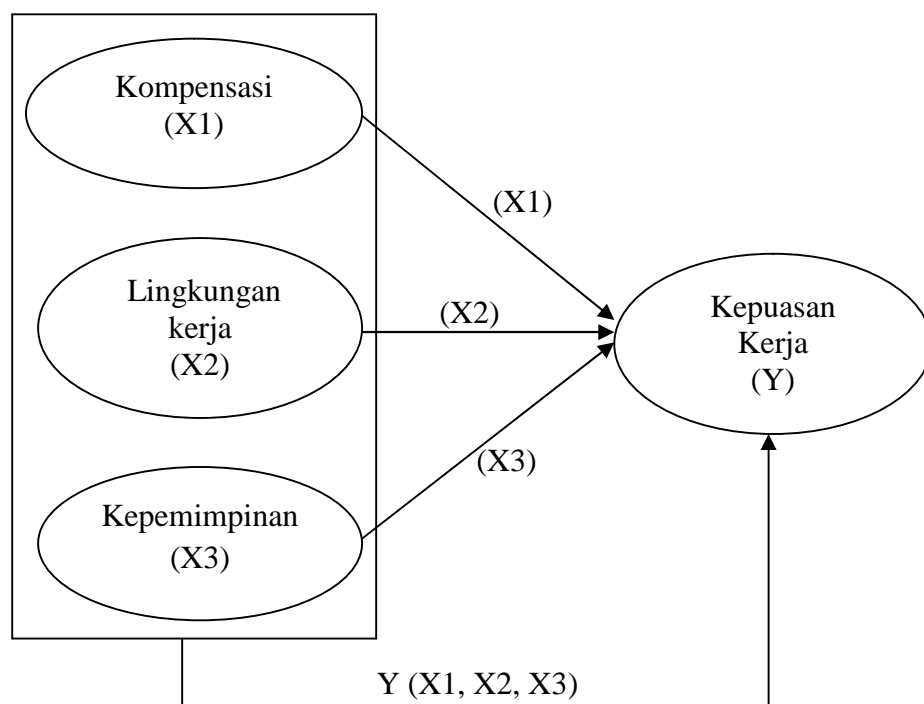 Kompensasi
(X1)
(X1)
Lingkungan
kerja
(X2)
(X2)
Kepuasan
Kerja
(Y)
(X3)
Kepemimpinan
(X3)
Y (X1, X2, X3)